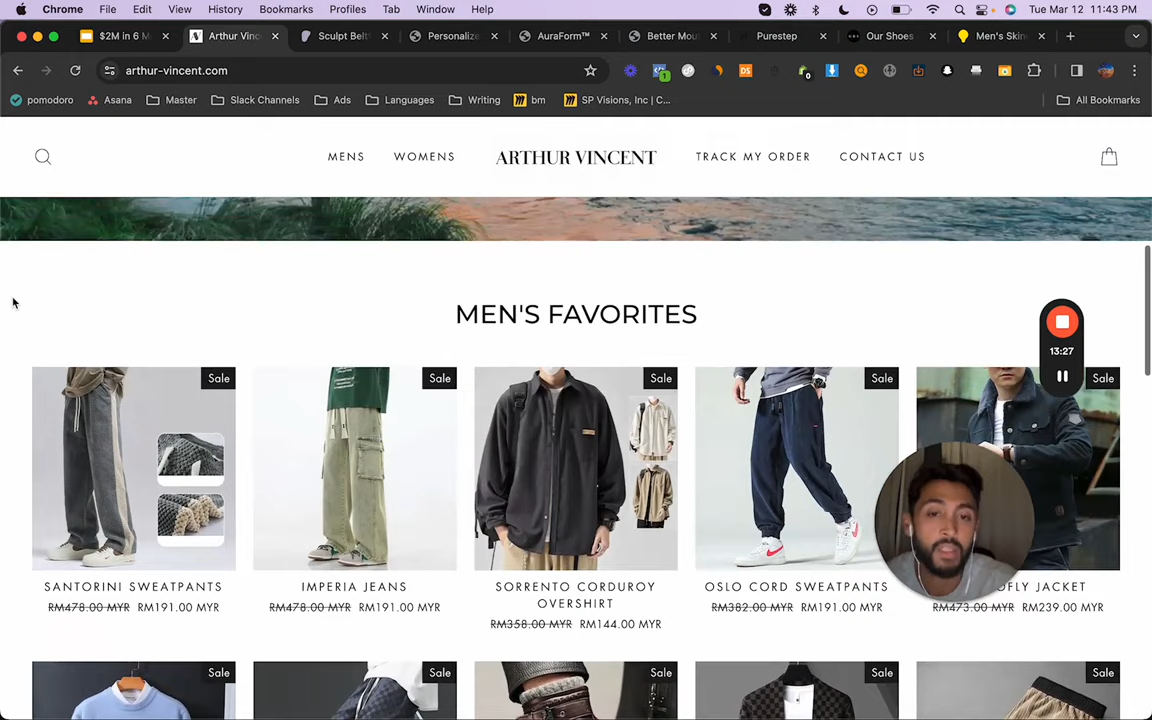 Chrome File Edit View History Bookmarks Profiles Tab Window Help Tue Mar 12 11:43 PM
$2M in 6 M Arthur Vinc Sculpt Belt Personalize AuraForm™ Better Mou Purestep Our Shoes Men's Skin
arthur-vincent.com
pomodoro Asana Master Slack Channels Ads Languages Writing bm SP Visions, Inc | C... All Bookmarks
MENS WOMENS ARTHUR VINCENT TRACK MY ORDER CONTACT US
MEN'S FAVORITES
13:27
Sale Sale Sale Sale Sale
SANTORINI SWEATPANTS
RM478.00 MYR RM191.00 MYR
IMPERIA JEANS
RM478.00 MYR RM191.00 MYR
SORRENTO CORDUROY
OVERSHIRT
RM358.00 MYR RM144.00 MYR
OSLO CORD SWEATPANTS
RM382.00 MYR RM191.00 MYR
OFLY JACKET
RM473.00 MYR RM239.00 MYR
Sale Sale Sale Sale Sale